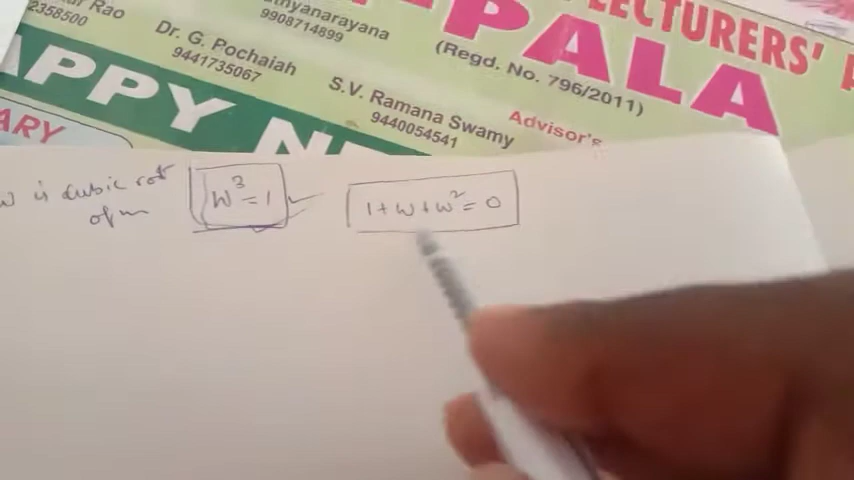 Rao
2358500
thyanarayana
9908714899
Dr. G. Pochaiah
9441735067
S.V. Ramana Swamy
9440054541
(Regd. No. 796/2011)
LECTURERS'
PALA
Advisor's
APPY N
ARY
w is cubic
of
w³ = 1
1 + w + w² = 0